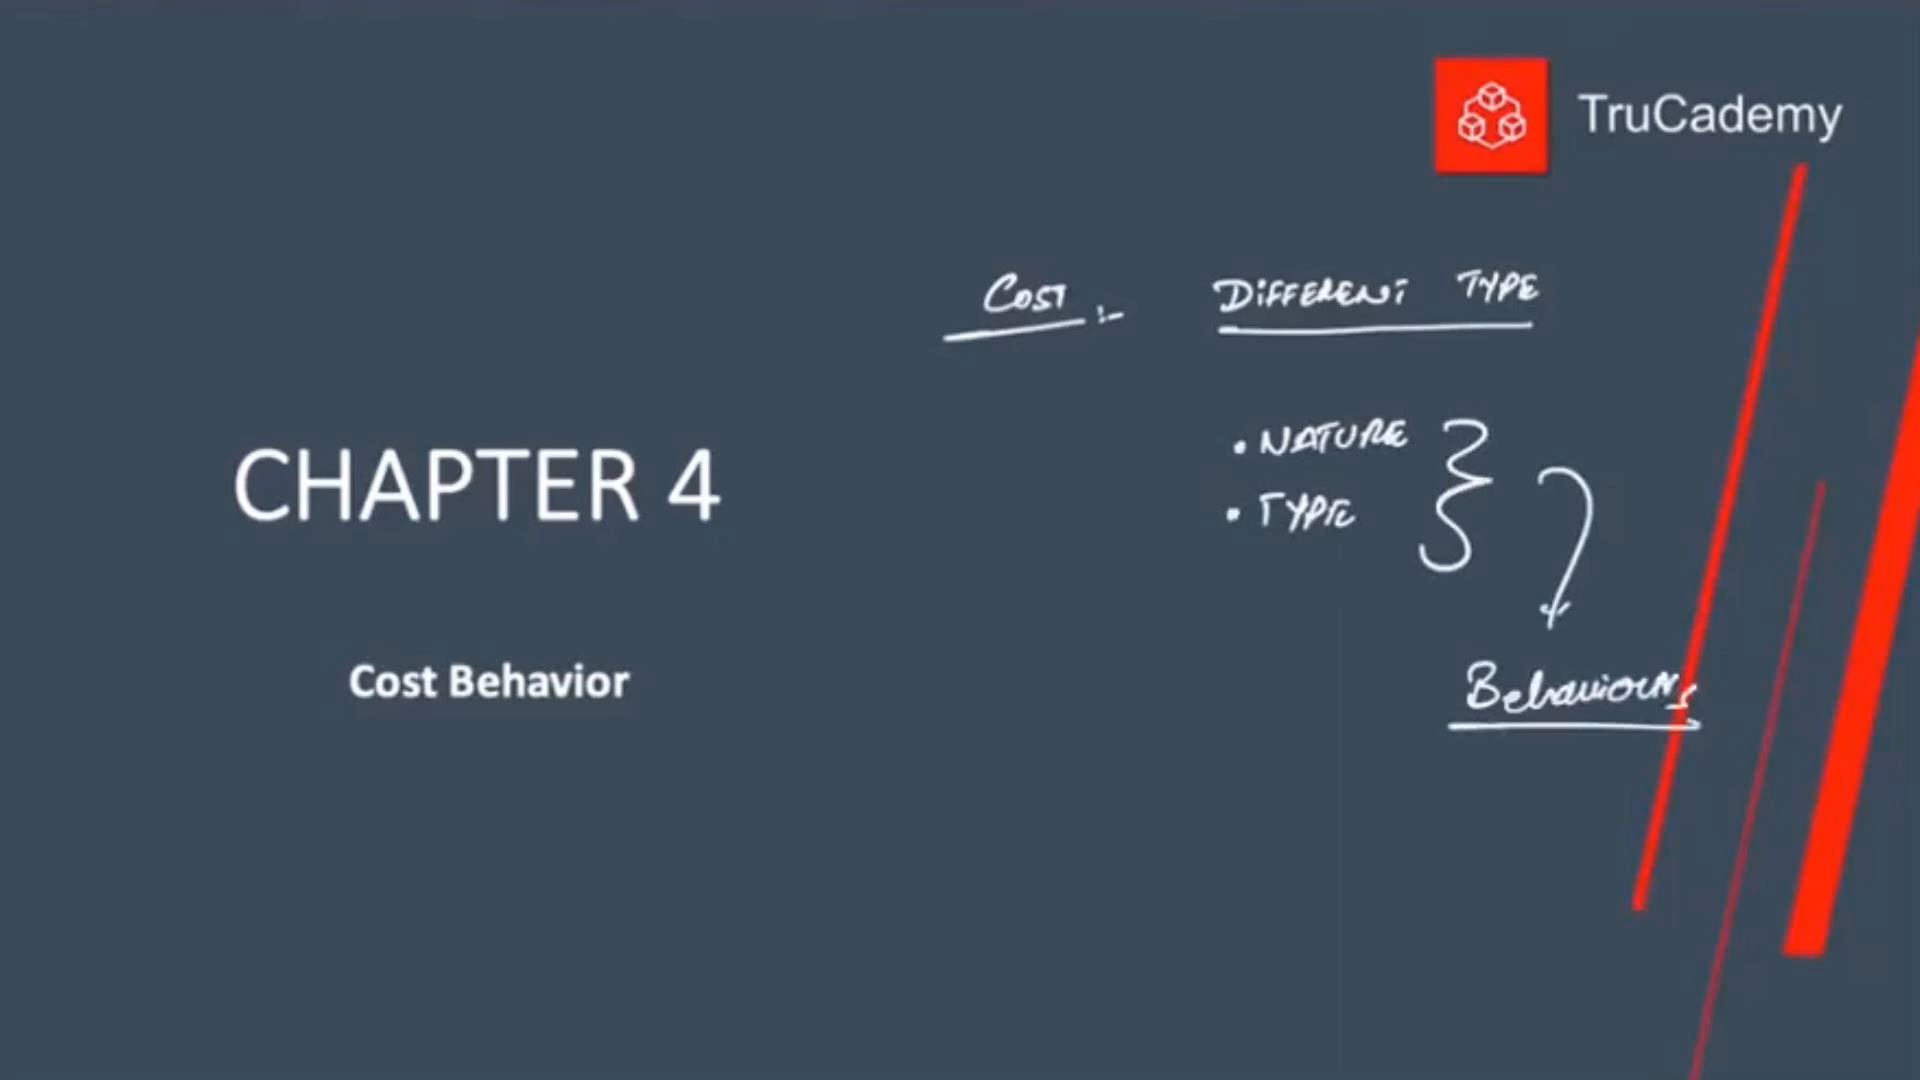 TruCademy
COST :- DIFFERENT TYPE
• NATURE
• TYPE
CHAPTER 4
Cost Behavior
Behaviours